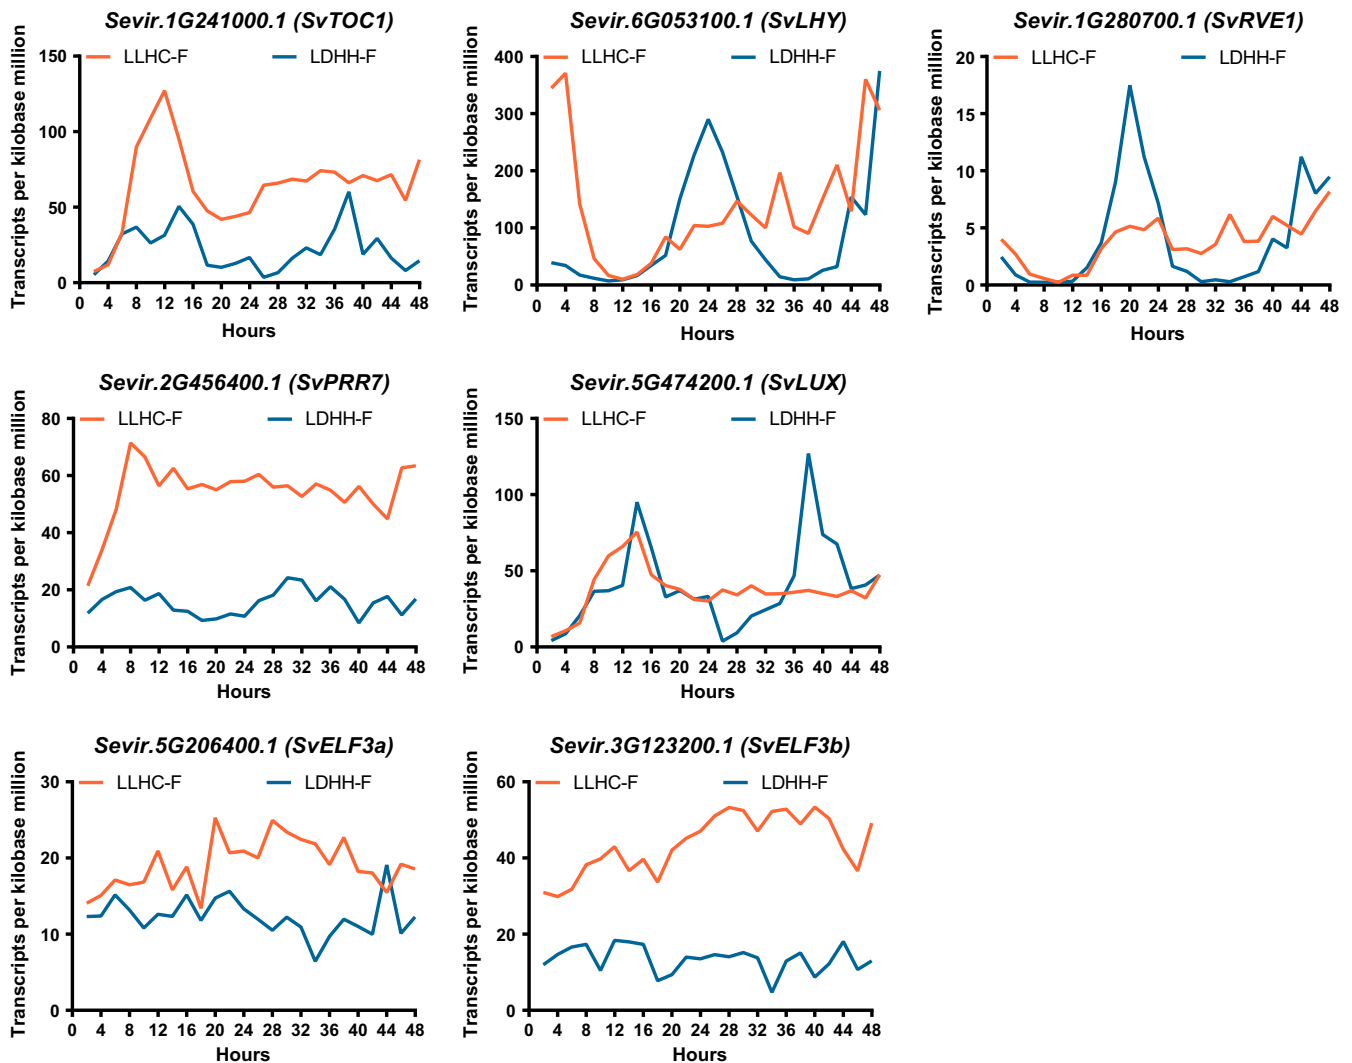 Sevir.1G241000.1 (SvTOC1)
Transcripts per kilobase million
LLHC-F LDHH-F
150
100
50
0
0 4 8 12 16 20 24 28 32 36 40 44 48
Hours
Sevir.6G053100.1 (SvLHY)
Transcripts per kilobase million
LLHC-F LDHH-F
400
300
200
100
0
0 4 8 12 16 20 24 28 32 36 40 44 48
Hours
Sevir.1G280700.1 (SvRVE1)
Transcripts per kilobase million
LLHC-F LDHH-F
20
15
10
5
0
0 4 8 12 16 20 24 28 32 36 40 44 48
Hours
Sevir.2G456400.1 (SvPRR7)
Transcripts per kilobase million
LLHC-F LDHH-F
80
60
40
20
0
0 4 8 12 16 20 24 28 32 36 40 44 48
Hours
Sevir.5G474200.1 (SvLUX)
Transcripts per kilobase million
LLHC-F LDHH-F
150
100
50
0
0 4 8 12 16 20 24 28 32 36 40 44 48
Hours
Sevir.5G206400.1 (SvELF3a)
Transcripts per kilobase million
LLHC-F LDHH-F
30
20
10
0
0 4 8 12 16 20 24 28 32 36 40 44 48
Hours
Sevir.3G123200.1 (SvELF3b)
Transcripts per kilobase million
LLHC-F LDHH-F
60
40
20
0
0 4 8 12 16 20 24 28 32 36 40 44 48
Hours